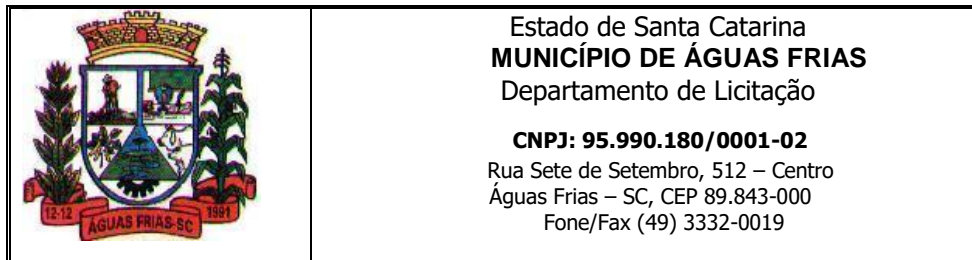 Estado de Santa Catarina
MUNICÍPIO DE ÁGUAS FRIAS
Departamento de Licitação
CNPJ: 95.990.180/0001-02
Rua Sete de Setembro, 512 – Centro
Águas Frias – SC, CEP 89.843-000
Fone/Fax (49) 3332-0019
12-12
ÁGUAS FRIAS-SC
1991